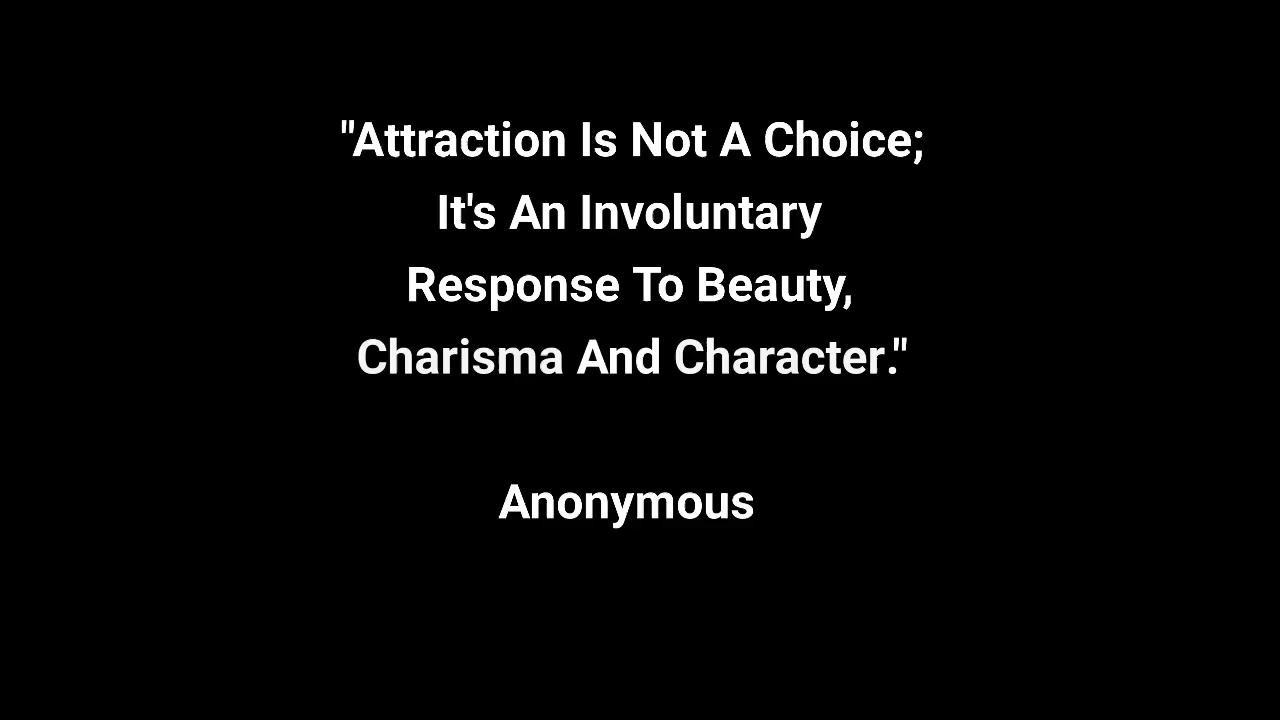 "Attraction Is Not A Choice;
It's An Involuntary
Response To Beauty,
Charisma And Character."
Anonymous